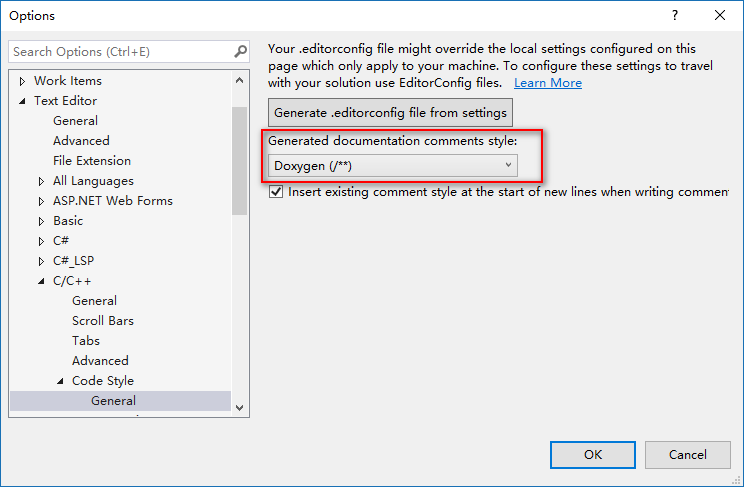 Options
Search Options (Ctrl+E)
Work Items
Text Editor
General
Advanced
File Extension
All Languages
ASP.NET Web Forms
Basic
C#
C#_LSP
C/C++
General
Scroll Bars
Tabs
Advanced
Code Style
General
Your .editorconfig file might override the local settings configured on this
page which only apply to your machine. To configure these settings to travel
with your solution use EditorConfig files. Learn More
Generate .editorconfig file from settings
Generated documentation comments style:
Doxygen (/**)
Insert existing comment style at the start of new lines when writing commen
OK
Cancel